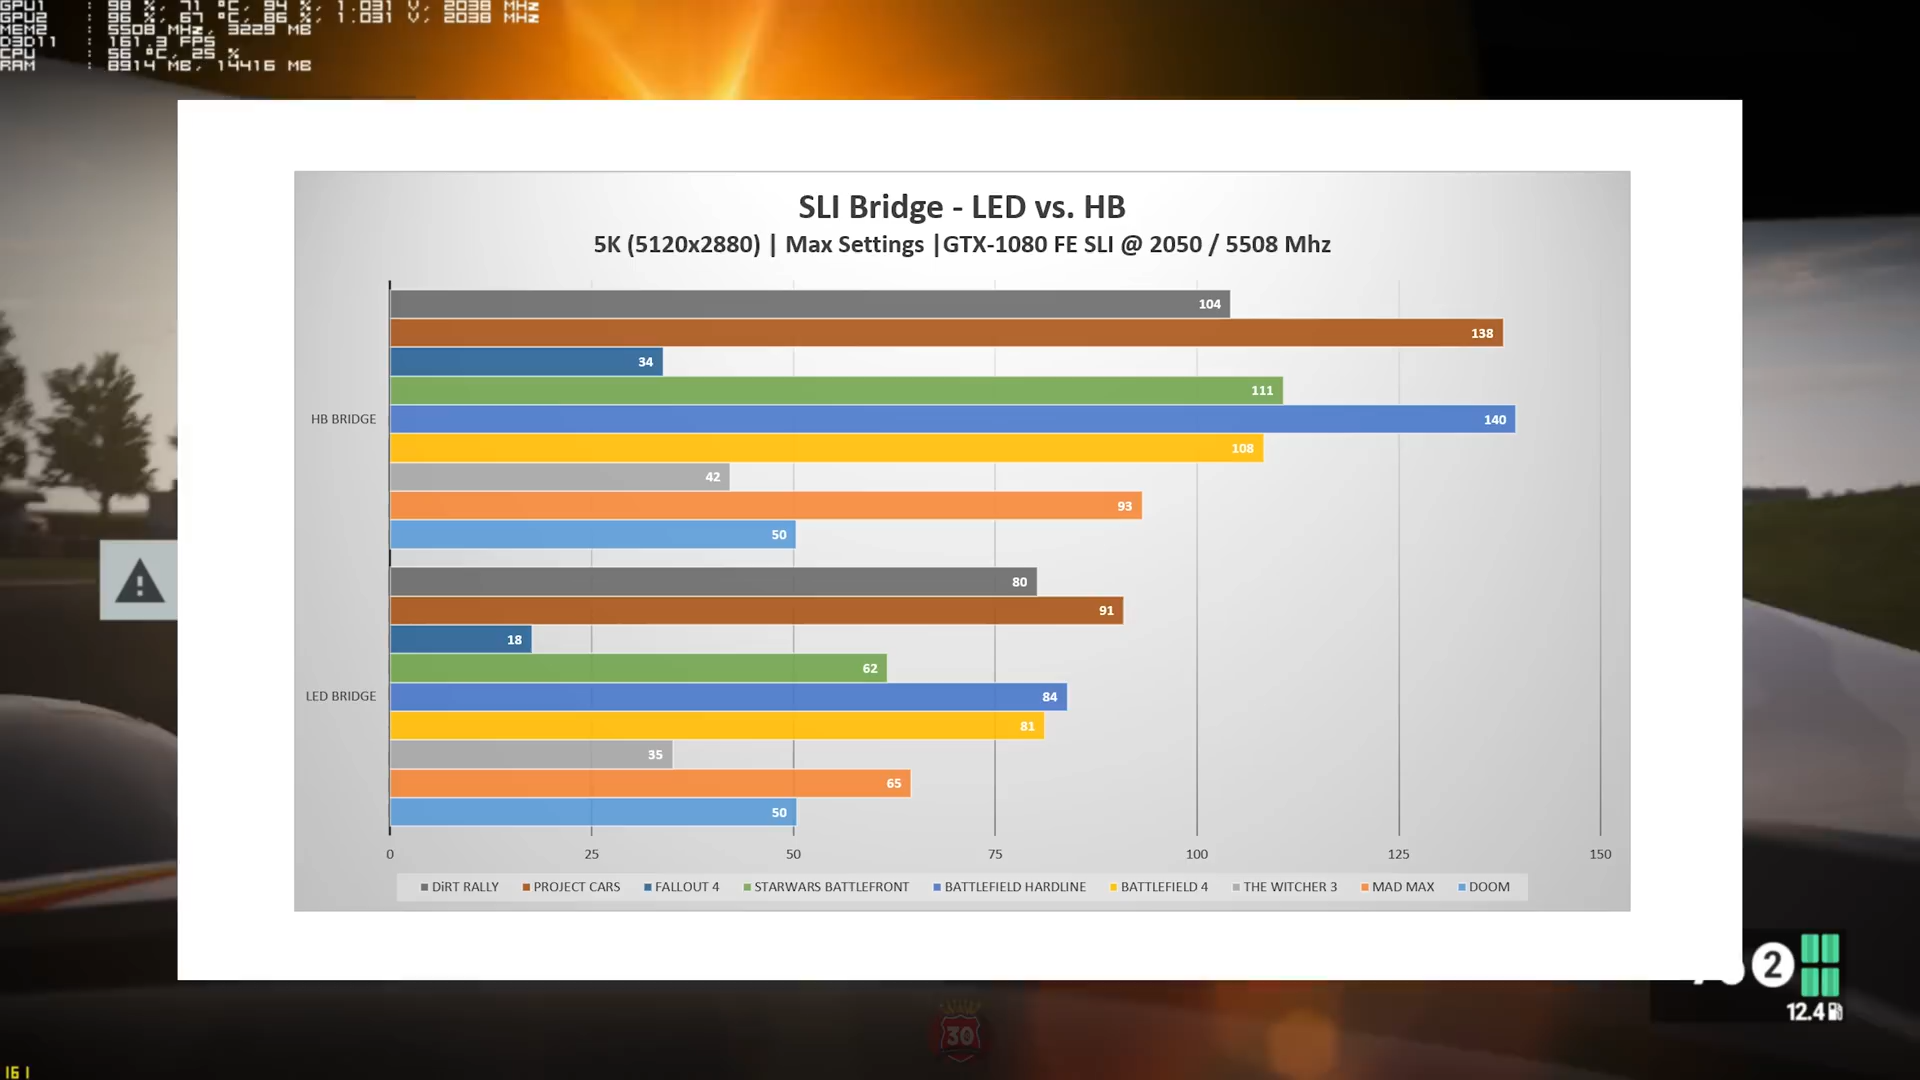 GPU1 : 98 %, 71 °C, 94 %, 1.031 V, 2038 MHz
GPU2 : 96 %, 67 °C, 86 %, 1.031 V, 2038 MHz
MEM2 : 5508 MHz, 3229 MB
D3D11 : 161.3 FPS
CPU : 56 °C, 25 %
RAM : 8914 MB, 14416 MB
SLI Bridge - LED vs. HB
5K (5120x2880) | Max Settings |GTX-1080 FE SLI @ 2050 / 5508 Mhz
104
138
34
111
HB BRIDGE 140
108
42
93
50
80
91
18
62
LED BRIDGE 84
81
35
65
50
0 25 50 75 100 125 150
DiRT RALLY PROJECT CARS FALLOUT 4 STARWARS BATTLEFRONT BATTLEFIELD HARDLINE BATTLEFIELD 4 THE WITCHER 3 MAD MAX DOOM
2
12.4
30
161